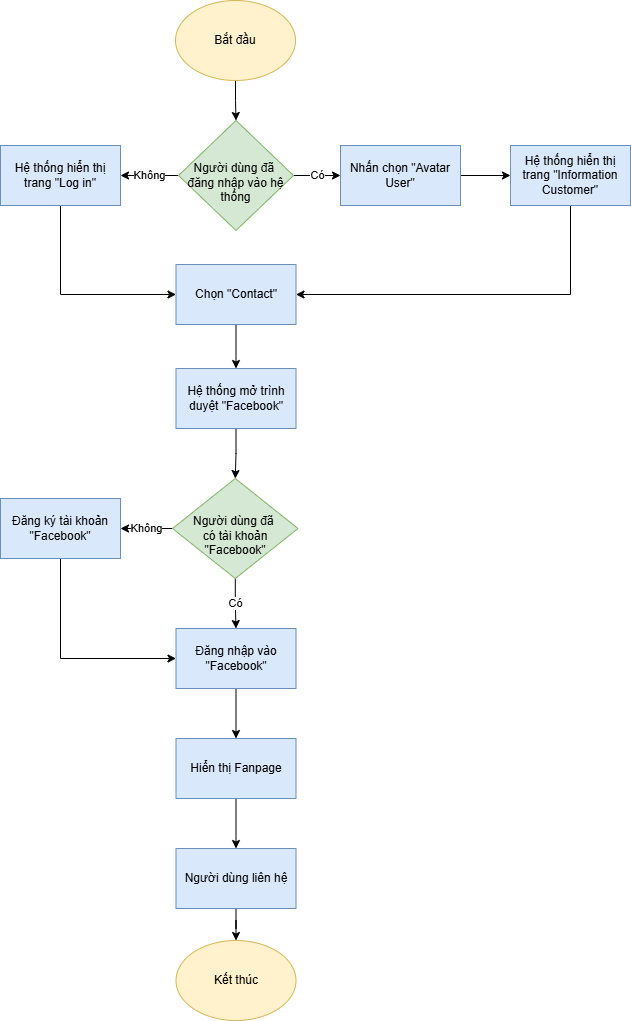 Bắt đầu
Hệ thống hiển thị
trang "Log in"
Không
Người dùng đã
đăng nhập vào hệ
thống
Có
Nhấn chọn "Avatar
User"
Hệ thống hiển thị
trang "Information
Customer"
Chọn "Contact"
Hệ thống mở trình
duyệt "Facebook"
Đăng ký tài khoản
"Facebook"
Không
Người dùng đã
có tài khoản
"Facebook"
Có
Đăng nhập vào
"Facebook"
Hiển thị Fanpage
Người dùng liên hệ
Kết thúc